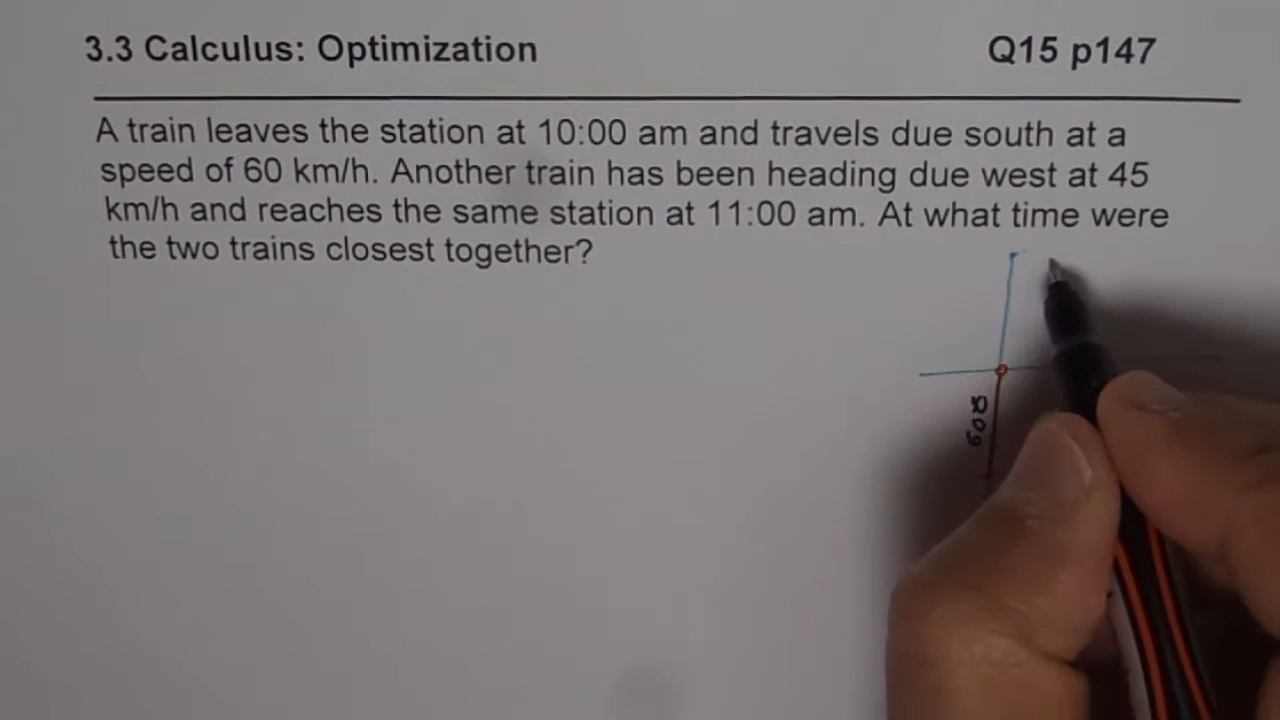 3.3 Calculus: Optimization Q15 p147
A train leaves the station at 10:00 am and travels due south at a
speed of 60 km/h. Another train has been heading due west at 45
km/h and reaches the same station at 11:00 am. At what time were
the two trains closest together?